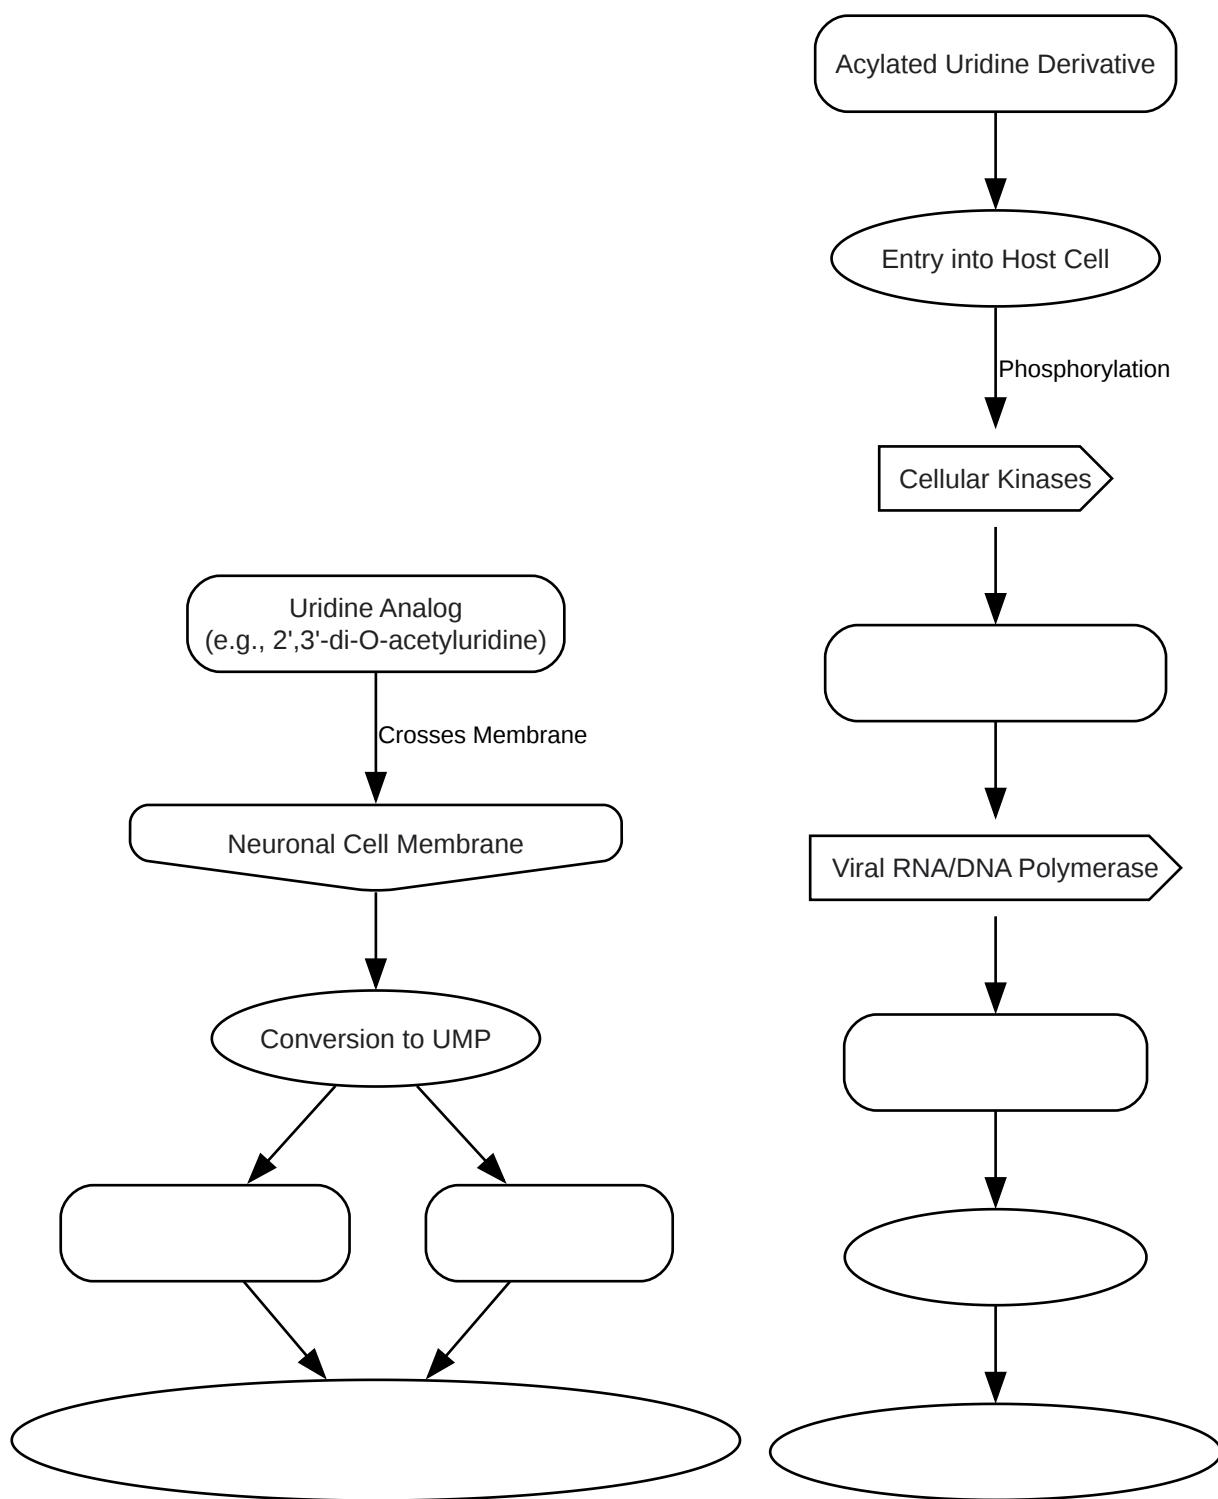 Acylated Uridine Derivative
Entry into Host Cell
Phosphorylation
Cellular Kinases
Viral RNA/DNA Polymerase
Uridine Analog
(e.g., 2',3'-di-O-acetyluridine)
Crosses Membrane
Neuronal Cell Membrane
Conversion to UMP